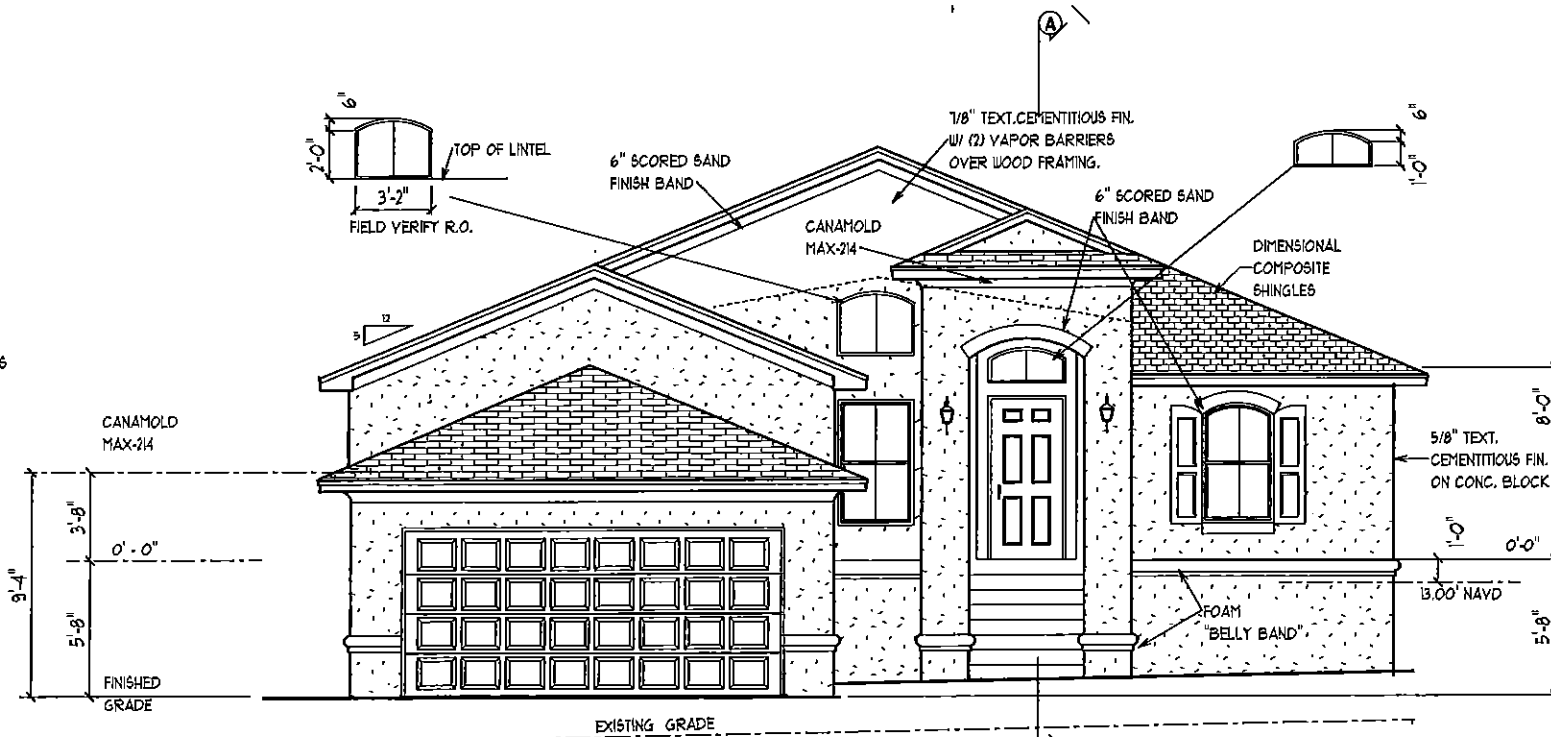 A
6"
2'-0"
TOP OF LINTEL
3'-2"
FIELD VERIFY R.O.
6" SCORED SAND
FINISH BAND
7/8" TEXT.CEMENTITIOUS FIN.
W/ (2) VAPOR BARRIERS
OVER WOOD FRAMING.
6"
1'-0"
6" SCORED SAND
FINISH BAND
CANAMOLD
MAX-214
DIMENSIONAL
COMPOSITE
SHINGLES
12
5
S
CANAMOLD
MAX-214
8'-0"
5/8" TEXT.
CEMENTITIOUS FIN.
ON CONC. BLOCK
3'-8"
0'-0"
9'-4"
5'-8"
1'-0"
0'-0"
13.00' NAVD
FOAM
"BELLY BAND"
5'-8"
FINISHED
GRADE
EXISTING GRADE